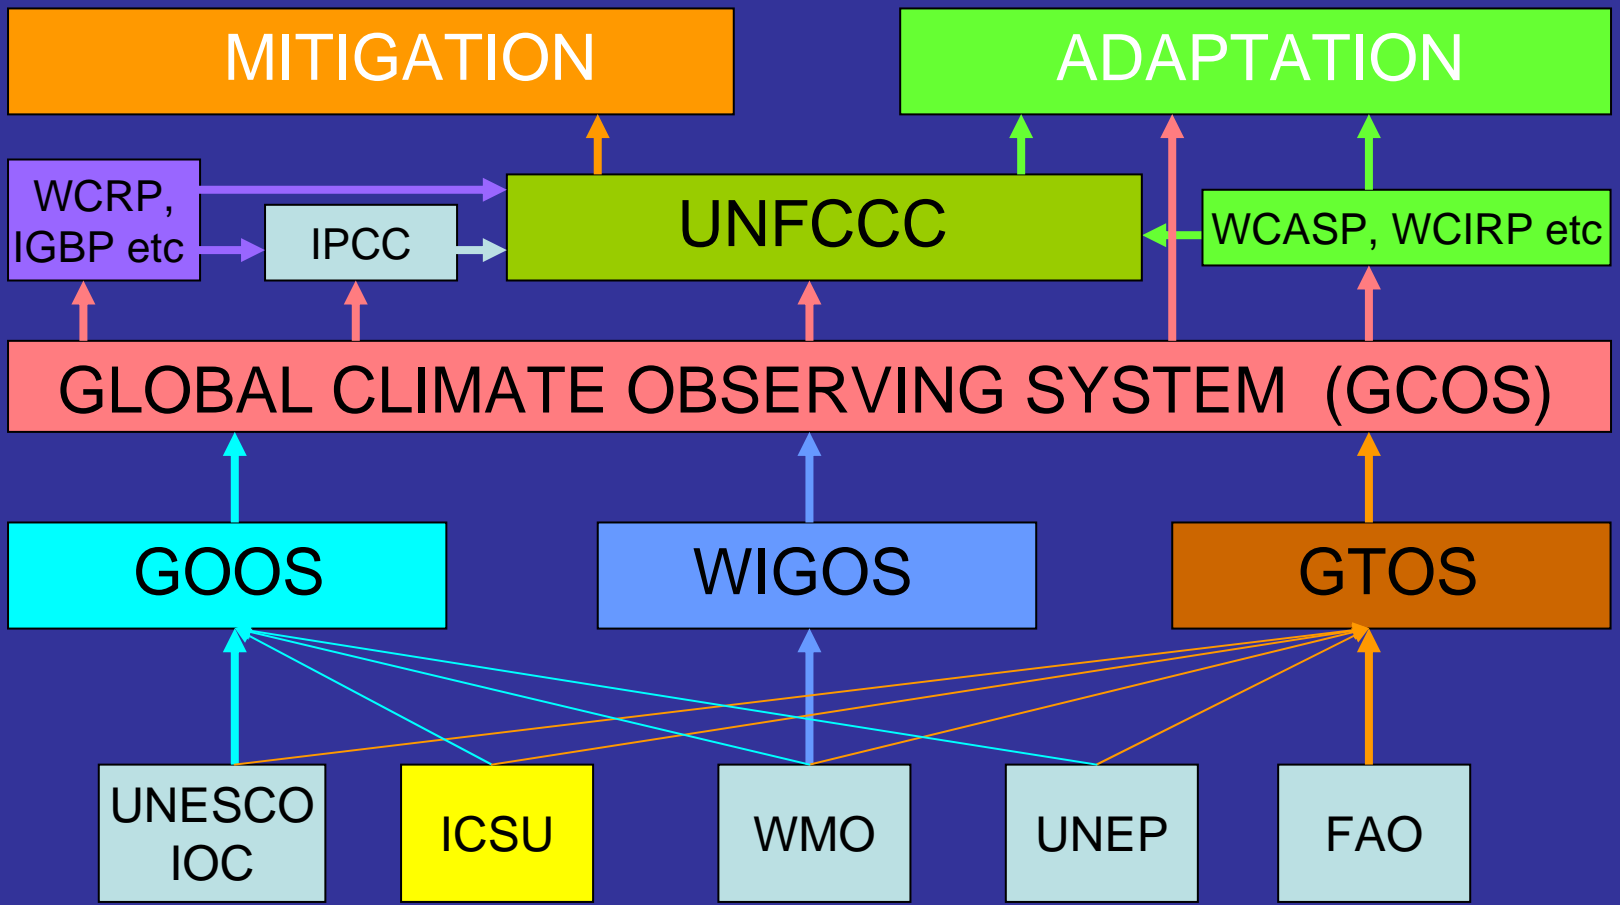 MITIGATION
ADAPTATION
WCRP,
IGBP etc
IPCC
UNFCCC
WCASP, WCIRP etc
GLOBAL CLIMATE OBSERVING SYSTEM (GCOS)
GOOS
WIGOS
GTOS
UNESCO
IOC
ICSU
WMO
UNEP
FAO